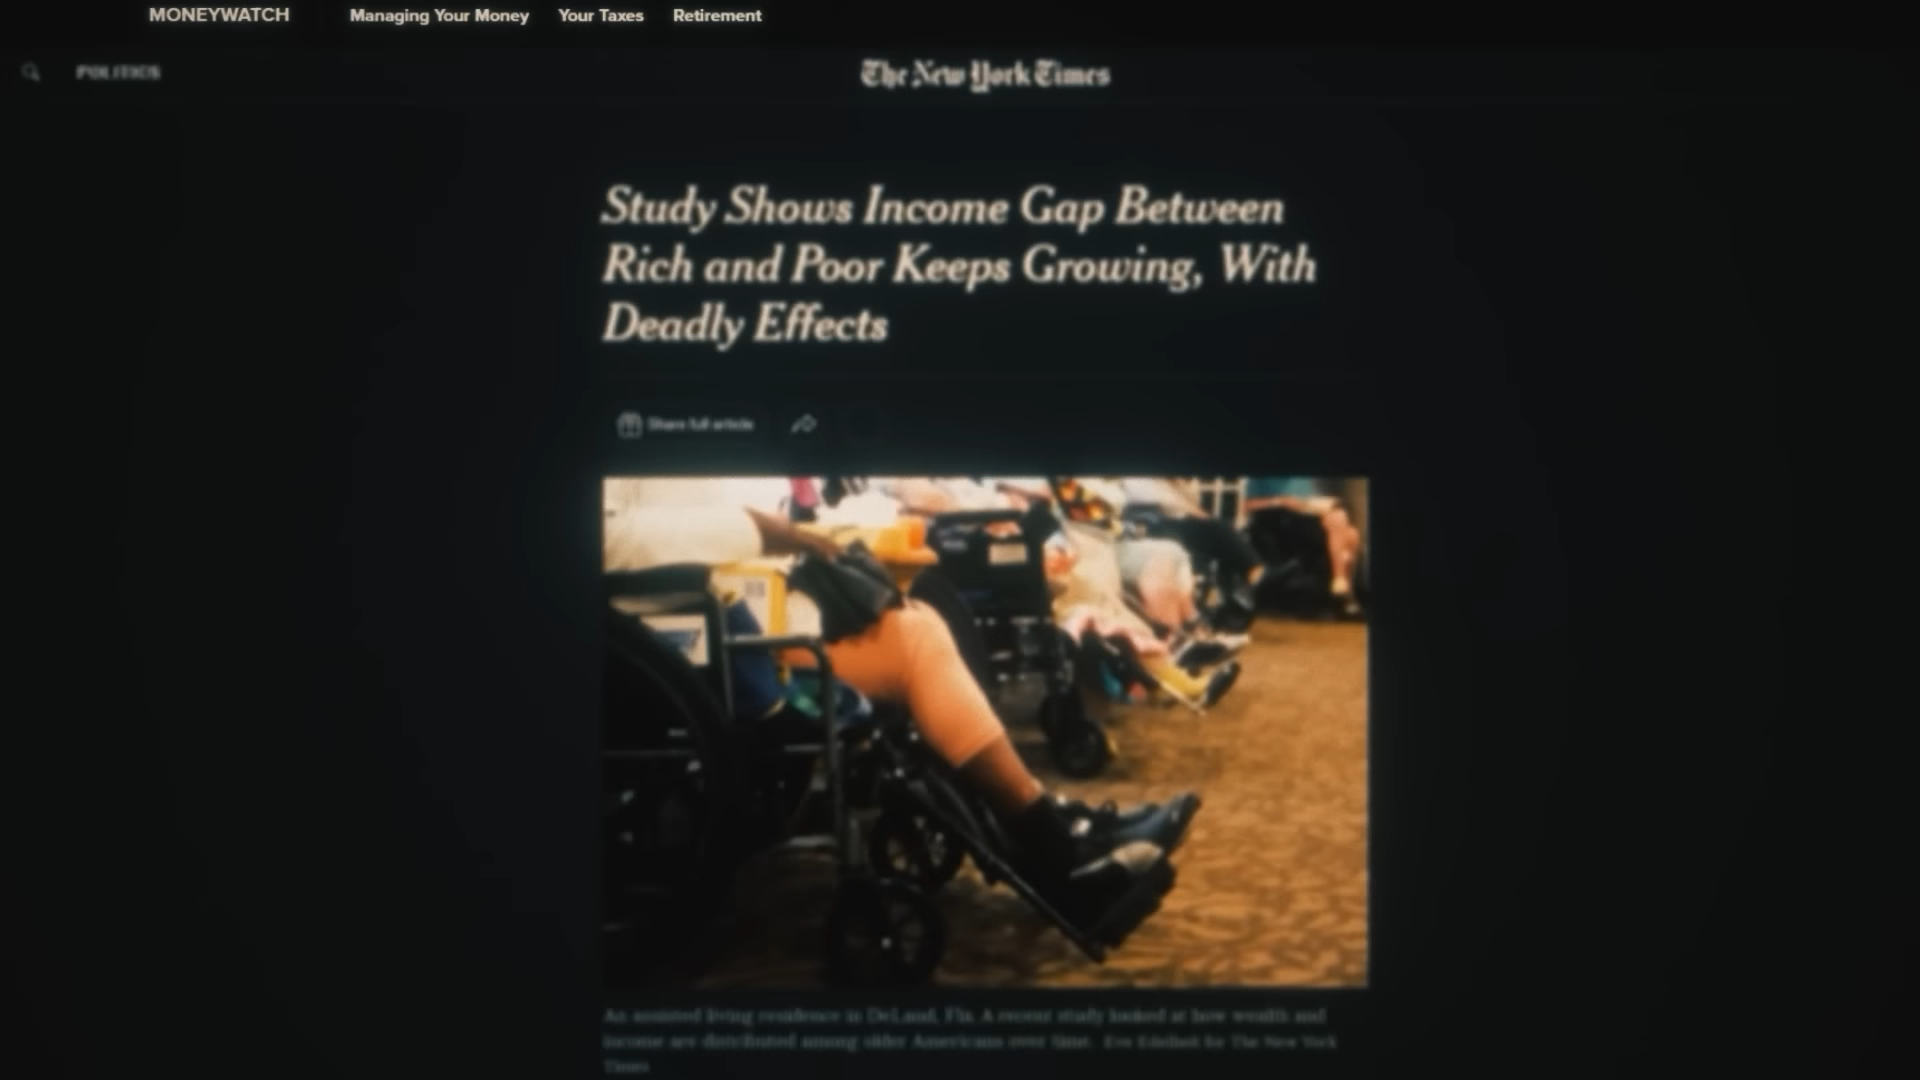 MONEYWATCH Managing Your Money Your Taxes Retirement
POLITICS The New York Times
Study Shows Income Gap Between
Rich and Poor Keeps Growing, With
Deadly Effects
Share full article
An assisted living residence in DeLand, Fla. A recent study looked at how wealth and
income are distributed among older Americans over time. Eve Edelheit for The New York
Times